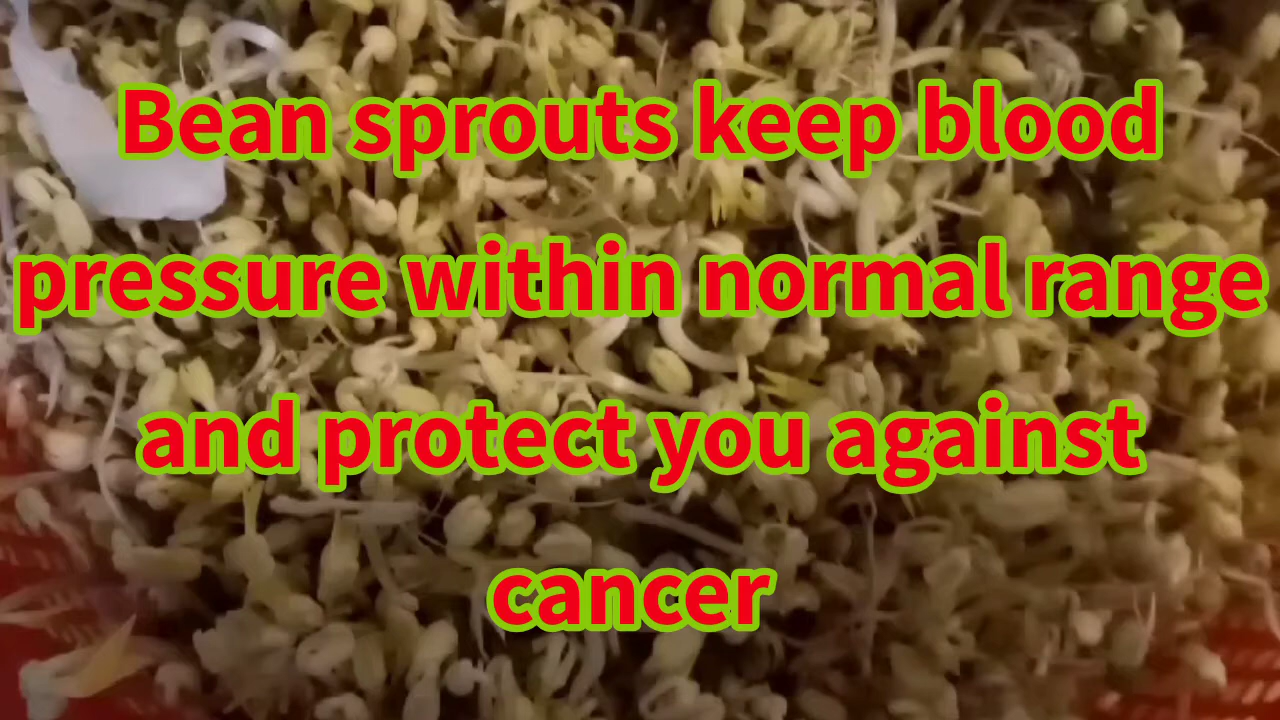 Bean sprouts keep blood
pressure within normal range
and protect you against
cancer